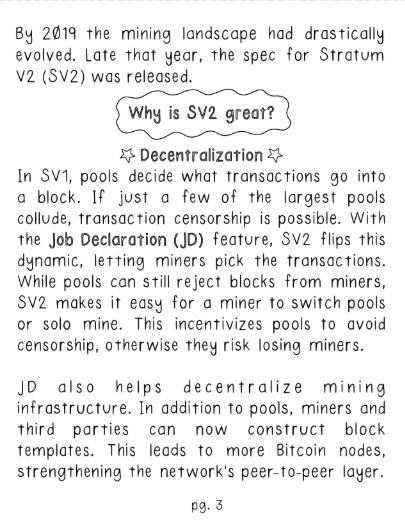 By 2019 the mining landscape had drastically
evolved. Late that year, the spec for Stratum
V2 (SV2) was released.
Why is SV2 great?
☆ Decentralization ☆
In SV1, pools decide what transactions go into
a block. If just a few of the largest pools
collude, transaction censorship is possible. With
the Job Declaration (JD) feature, SV2 flips this
dynamic, letting miners pick the transactions.
While pools can still reject blocks from miners,
SV2 makes it easy for a miner to switch pools
or solo mine. This incentivizes pools to avoid
censorship, otherwise they risk losing miners.
JD also helps decentralize mining
infrastructure. In addition to pools, miners and
third parties can now construct block
templates. This leads to more Bitcoin nodes,
strengthening the network's peer-to-peer layer.
pg. 3